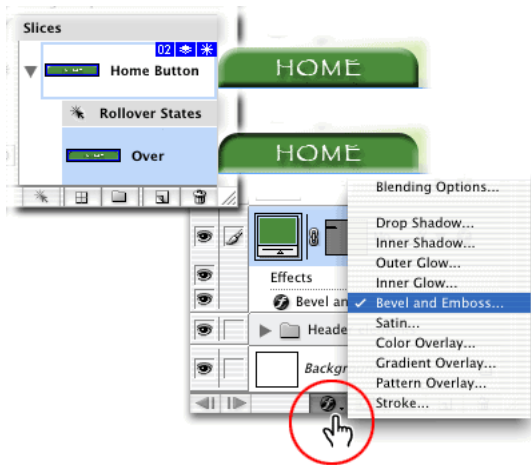 Slices
02
Home Button
Rollover States
Over
HOME
HOME
Effects
Bevel an
Heade
Backgr
Blending Options...
Drop Shadow...
Inner Shadow...
Outer Glow...
Inner Glow...
Bevel and Emboss...
Satin...
Color Overlay...
Gradient Overlay...
Pattern Overlay...
Stroke...